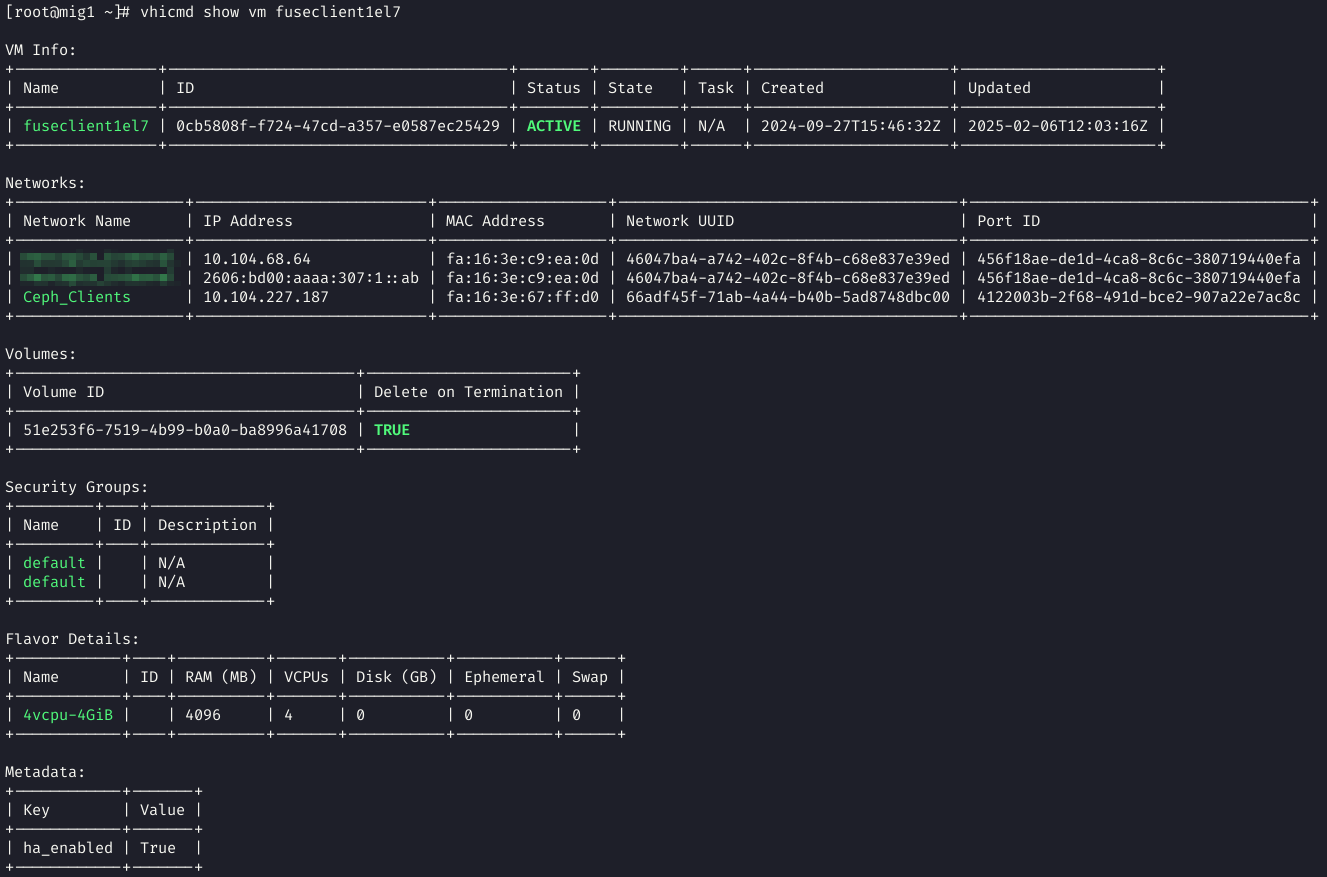 [root@mig1 ~]# vhicmd show vm fuseclient1el7
VM Info:
| Name | ID | Status | State | Task | Created | Updated |
| fuseclient1el7 | 0cb5808f-f724-47cd-a357-e0587ec25429 | ACTIVE | RUNNING | N/A | 2024-09-27T15:46:32Z | 2025-02-06T12:03:16Z |
Networks:
| Network Name | IP Address | MAC Address | Network UUID | Port ID |
| | 10.104.68.64 | fa:16:3e:c9:ea:0d | 46047ba4-a742-402c-8f4b-c68e837e39ed | 456f18ae-de1d-4ca8-8c6c-380719440efa |
| | 2606:bd00:aaaa:307:1::ab | fa:16:3e:c9:ea:0d | 46047ba4-a742-402c-8f4b-c68e837e39ed | 456f18ae-de1d-4ca8-8c6c-380719440efa |
| Ceph_Clients | 10.104.227.187 | fa:16:3e:67:ff:d0 | 66adf45f-71ab-4a44-b40b-5ad8748dbc00 | 4122003b-2f68-491d-bce2-907a22e7ac8c |
Volumes:
| Volume ID | Delete on Termination |
| 51e253f6-7519-4b99-b0a0-ba8996a41708 | TRUE |
Security Groups:
| Name | ID | Description |
| default | | N/A |
| default | | N/A |
Flavor Details:
| Name | ID | RAM (MB) | VCPUs | Disk (GB) | Ephemeral | Swap |
| 4vcpu-4GiB | | 4096 | 4 | 0 | 0 | 0 |
Metadata:
| Key | Value |
| ha_enabled | True |